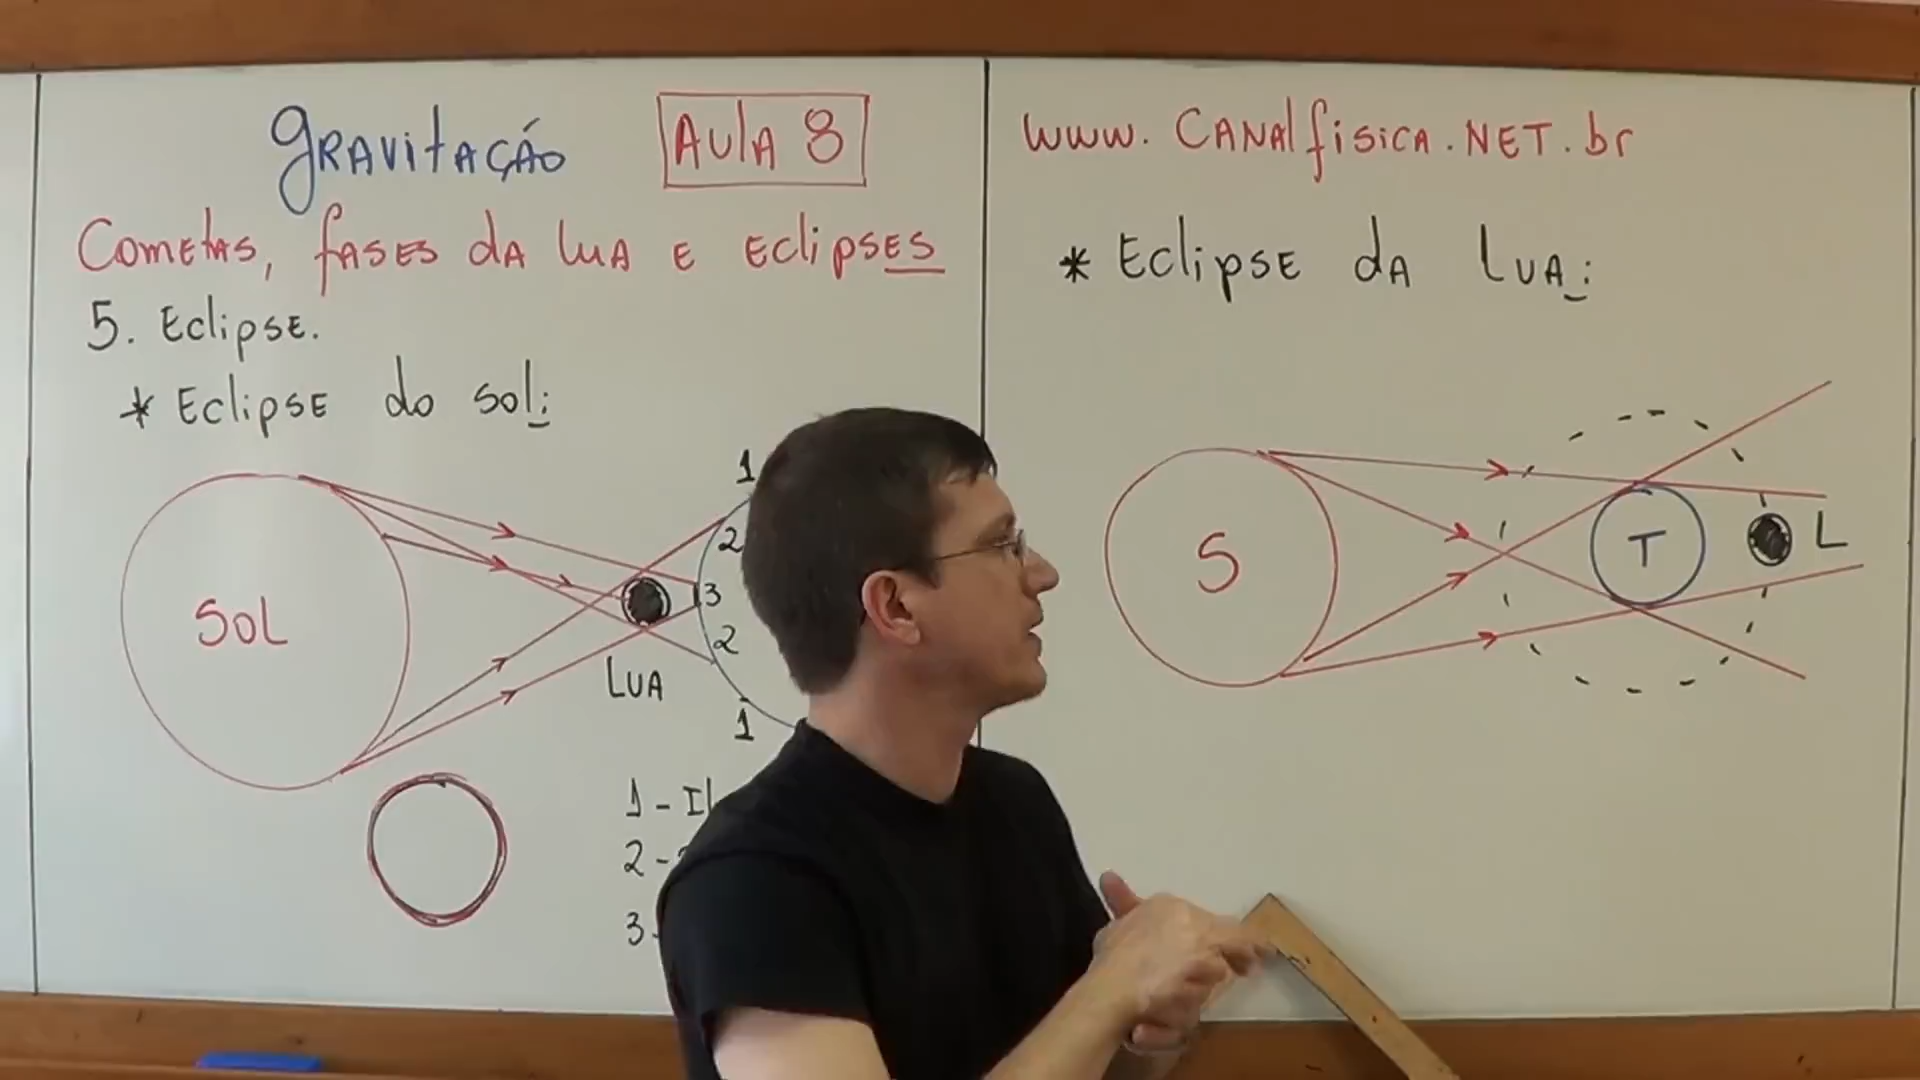 Gravitação
Aula 8
Cometas, fases da lua e eclipses
5. Eclipse.
* Eclipse do sol:
SOL
LUA
1
2
3
2
1
1 -
2 -
3 -
www.canalfisica.net.br
* Eclipse da lua:
S
T
L